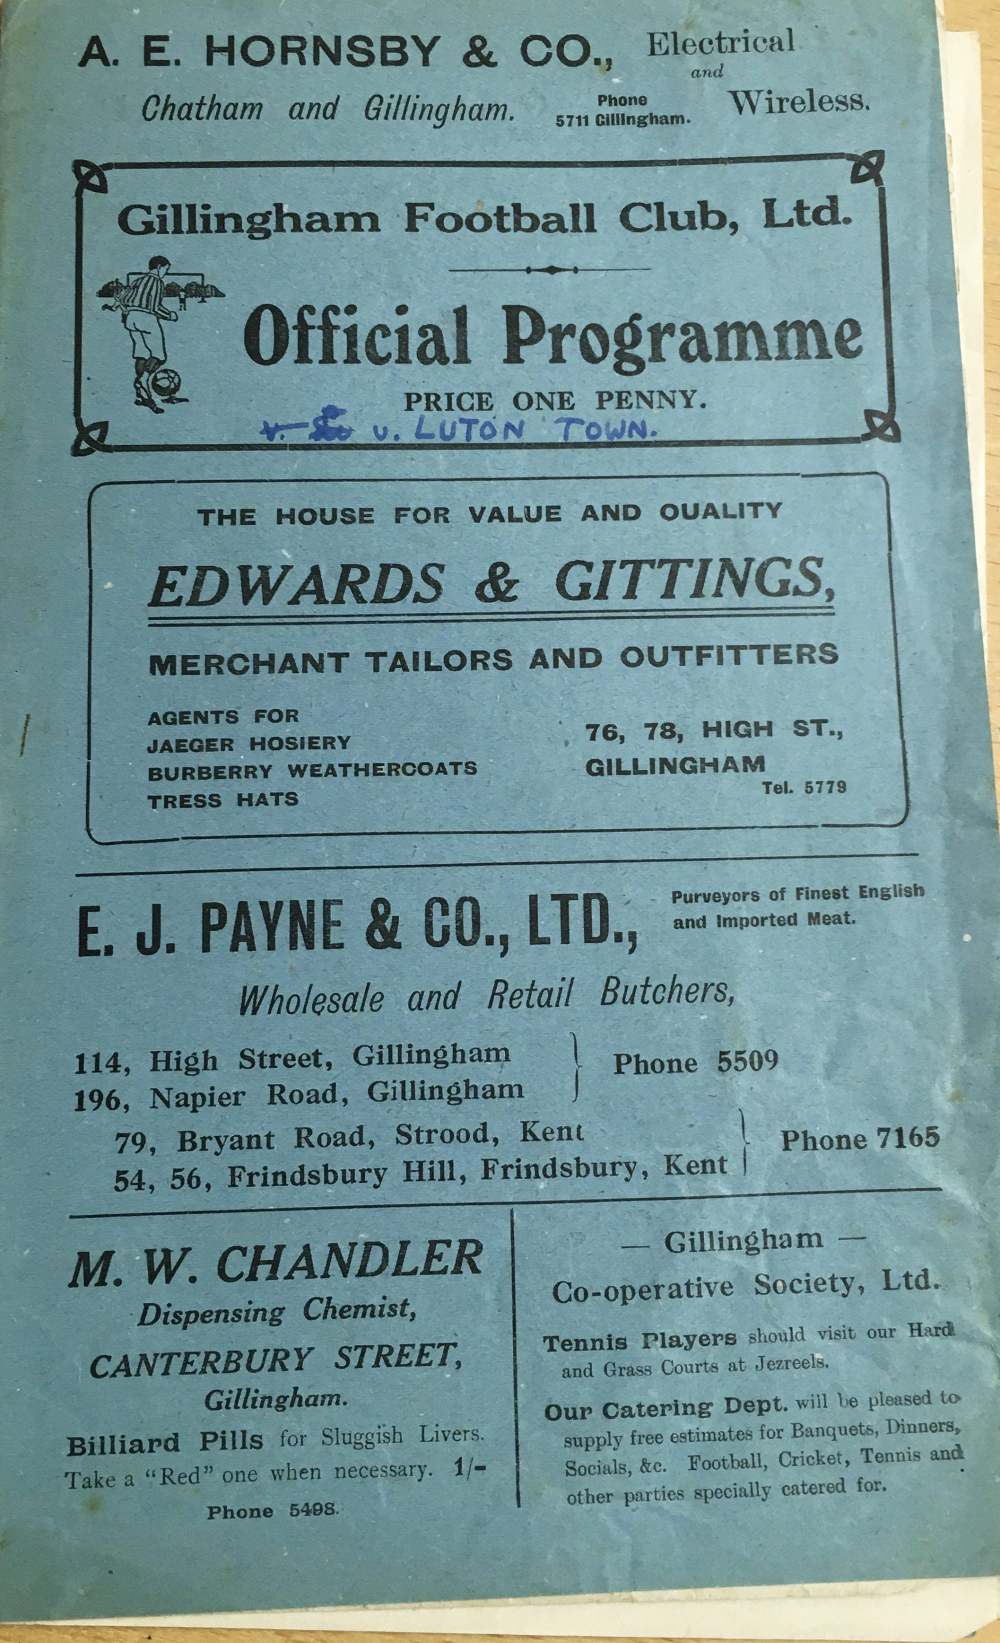 A. E. HORNSBY & CO., Electrical
and
Chatham and Gillingham. Phone 5711 Gillingham. Wireless.
Gillingham Football Club, Ltd.
Official Programme
PRICE ONE PENNY.
v. LUTON TOWN.
THE HOUSE FOR VALUE AND QUALITY
EDWARDS & GITTINGS,
MERCHANT TAILORS AND OUTFITTERS
AGENTS FOR
JAEGER HOSIERY
BURBERRY WEATHERCOATS
TRESS HATS
76, 78, HIGH ST.,
GILLINGHAM
Tel. 5779
E. J. PAYNE & CO., LTD.,
Purveyors of Finest English
and Imported Meat.
Wholesale and Retail Butchers,
114, High Street, Gillingham
196, Napier Road, Gillingham
Phone 5509
79, Bryant Road, Strood, Kent
54, 56, Frindsbury Hill, Frindsbury, Kent
Phone 7165
M. W. CHANDLER
Dispensing Chemist,
CANTERBURY STREET,
Gillingham.
Billiard Pills for Sluggish Livers.
Take a "Red" one when necessary. 1/-
Phone 5498.
— Gillingham —
Co-operative Society, Ltd.
Tennis Players should visit our Hard
and Grass Courts at Jezreels.
Our Catering Dept. will be pleased to
supply free estimates for Banquets, Dinners,
Socials, &c. Football, Cricket, Tennis and
other parties specially catered for.